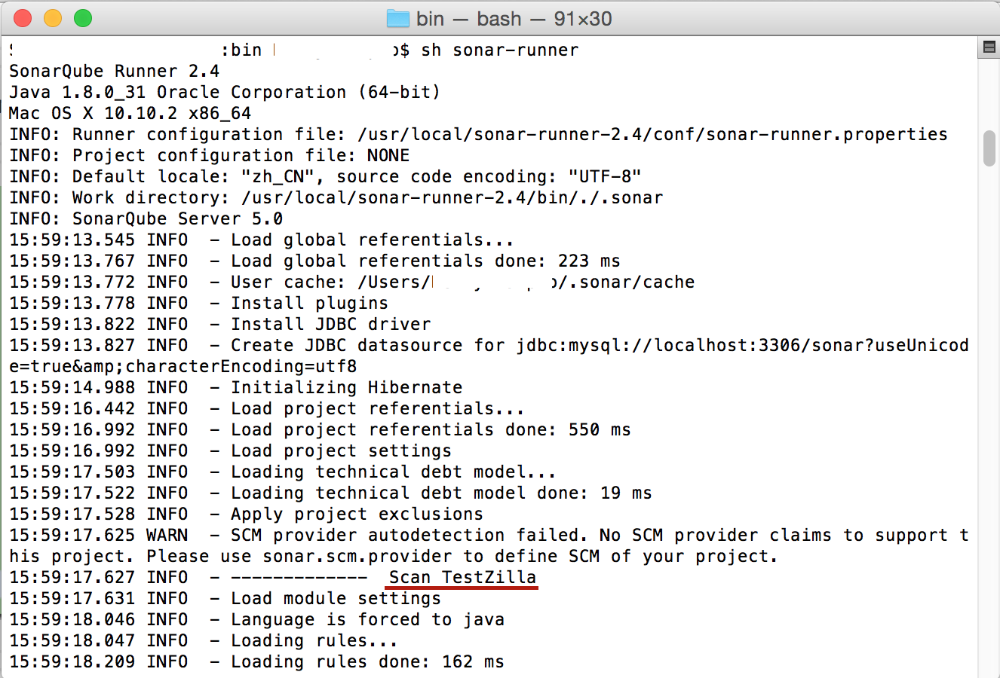 bin — bash — 91×30
:bin $ sh sonar-runner
SonarQube Runner 2.4
Java 1.8.0_31 Oracle Corporation (64-bit)
Mac OS X 10.10.2 x86_64
INFO: Runner configuration file: /usr/local/sonar-runner-2.4/conf/sonar-runner.properties
INFO: Project configuration file: NONE
INFO: Default locale: "zh_CN", source code encoding: "UTF-8"
INFO: Work directory: /usr/local/sonar-runner-2.4/bin/./.sonar
INFO: SonarQube Server 5.0
15:59:13.545 INFO  - Load global referentials...
15:59:13.767 INFO  - Load global referentials done: 223 ms
15:59:13.772 INFO  - User cache: /Users/ /.sonar/cache
15:59:13.778 INFO  - Install plugins
15:59:13.822 INFO  - Install JDBC driver
15:59:13.827 INFO  - Create JDBC datasource for jdbc:mysql://localhost:3306/sonar?useUnicod
e=true&amp;characterEncoding=utf8
15:59:14.988 INFO  - Initializing Hibernate
15:59:16.442 INFO  - Load project referentials...
15:59:16.992 INFO  - Load project referentials done: 550 ms
15:59:16.992 INFO  - Load project settings
15:59:17.503 INFO  - Loading technical debt model...
15:59:17.522 INFO  - Loading technical debt model done: 19 ms
15:59:17.528 INFO  - Apply project exclusions
15:59:17.625 WARN  - SCM provider autodetection failed. No SCM provider claims to support t
his project. Please use sonar.scm.provider to define SCM of your project.
15:59:17.627 INFO  - -------------  Scan TestZilla
15:59:17.631 INFO  - Load module settings
15:59:18.046 INFO  - Language is forced to java
15:59:18.047 INFO  - Loading rules...
15:59:18.209 INFO  - Loading rules done: 162 ms